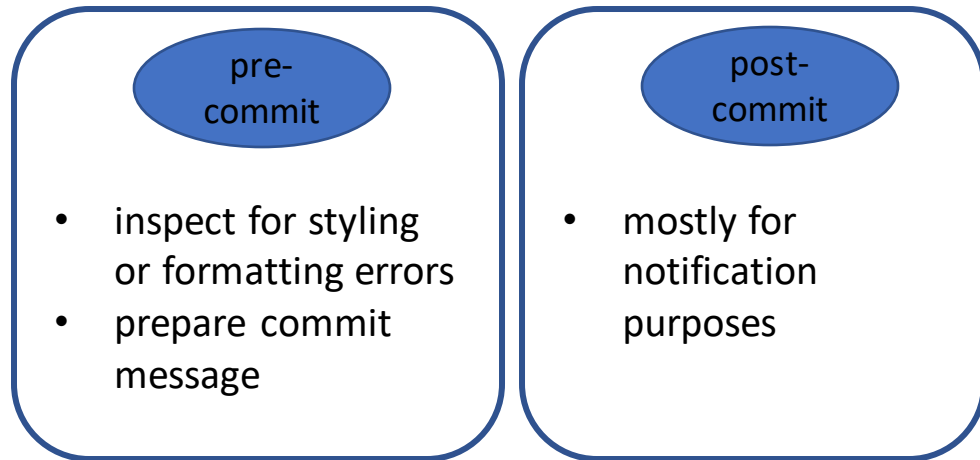 pre-
commit
• inspect for styling
or formatting errors
• prepare commit
message
post-
commit
• mostly for
notification
purposes